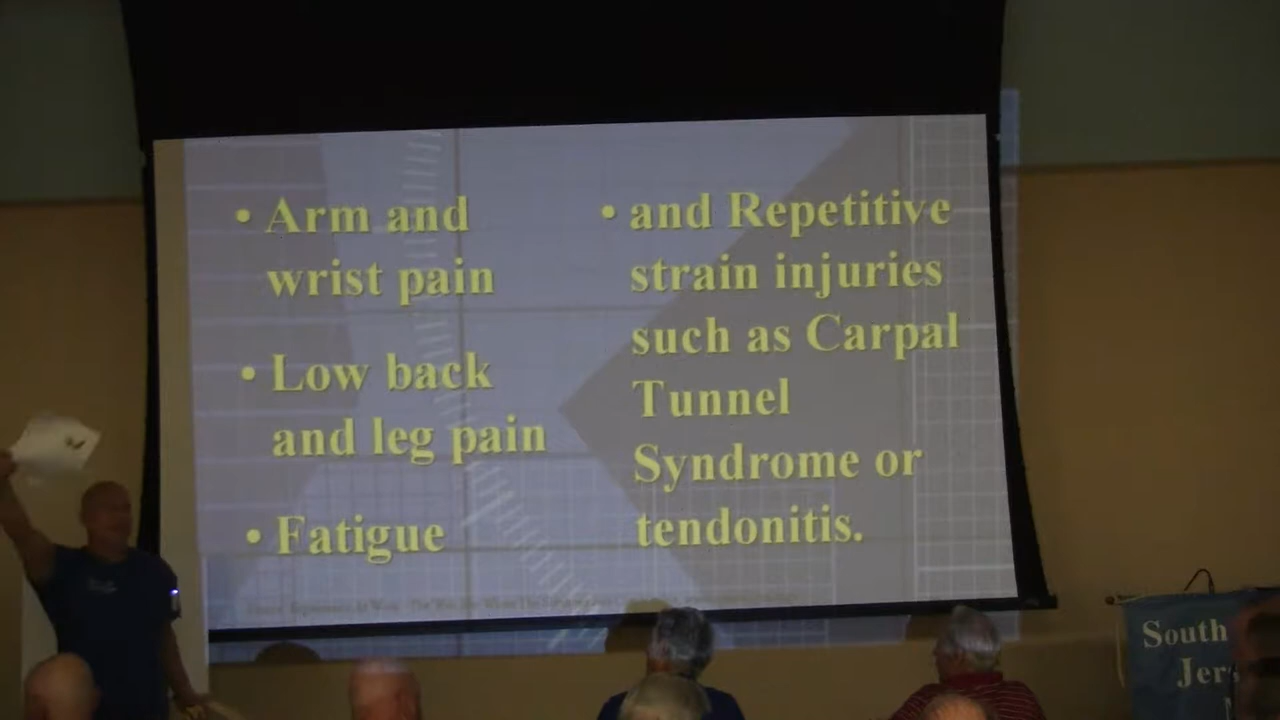 • Arm and
wrist pain
• Low back
and leg pain
• Fatigue
• and Repetitive
strain injuries
such as Carpal
Tunnel
Syndrome or
tendonitis.
South